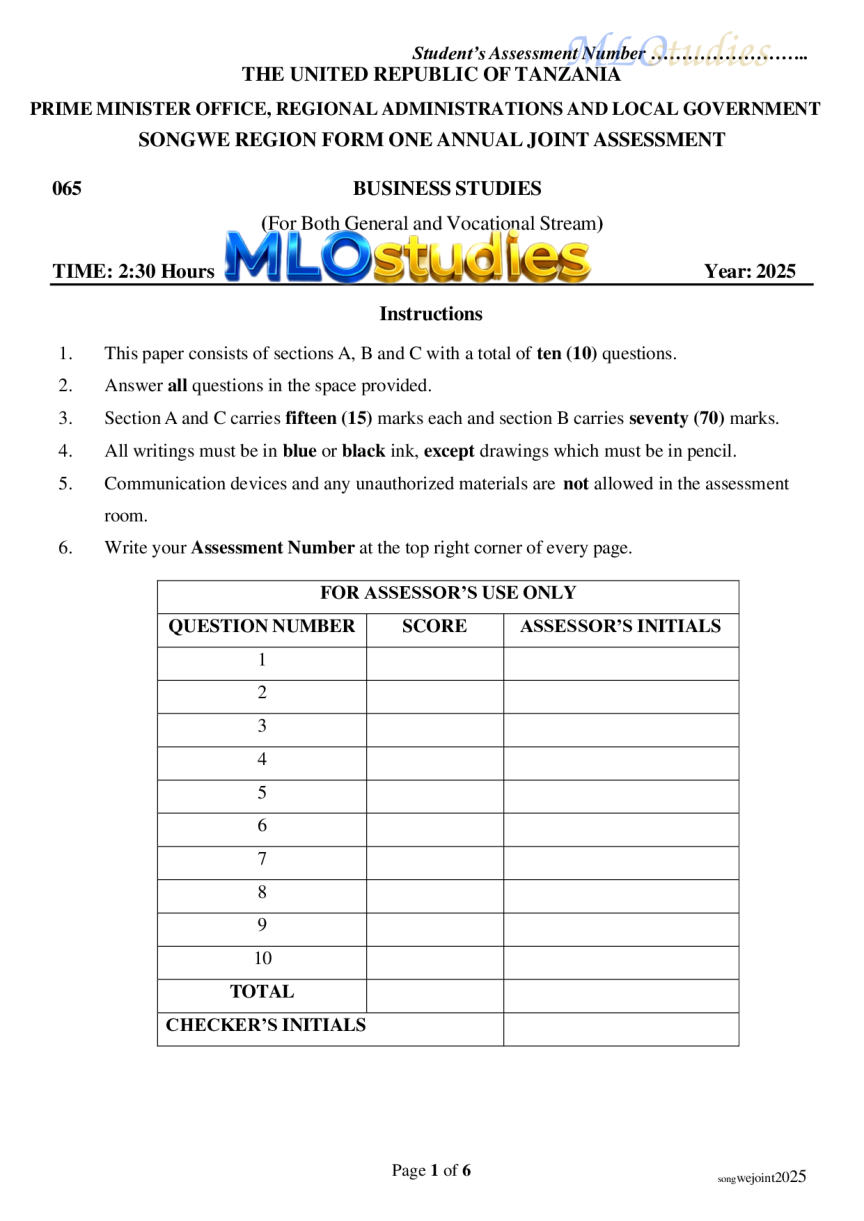 Student's Assessment Number ……………………..
MLOstudies
THE UNITED REPUBLIC OF TANZANIA
PRIME MINISTER OFFICE, REGIONAL ADMINISTRATIONS AND LOCAL GOVERNMENT
SONGWE REGION FORM ONE ANNUAL JOINT ASSESSMENT
065 BUSINESS STUDIES
(For Both General and Vocational Stream)
MLOstudies
TIME: 2:30 Hours Year: 2025
Instructions
1. This paper consists of sections A, B and C with a total of ten (10) questions.
2. Answer all questions in the space provided.
3. Section A and C carries fifteen (15) marks each and section B carries seventy (70) marks.
4. All writings must be in blue or black ink, except drawings which must be in pencil.
5. Communication devices and any unauthorized materials are not allowed in the assessment
room.
6. Write your Assessment Number at the top right corner of every page.
FOR ASSESSOR'S USE ONLY
QUESTION NUMBER SCORE ASSESSOR'S INITIALS
1
2
3
4
5
6
7
8
9
10
TOTAL
CHECKER'S INITIALS
Page 1 of 6
songwejoint2025